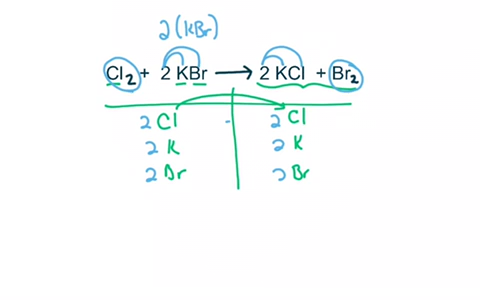 2(KBr)
Cl₂ + 2 KBr ⟶ 2 KCl + Br₂
2 Cl 2 Cl
2 K 2 K
2 Br 2 Br